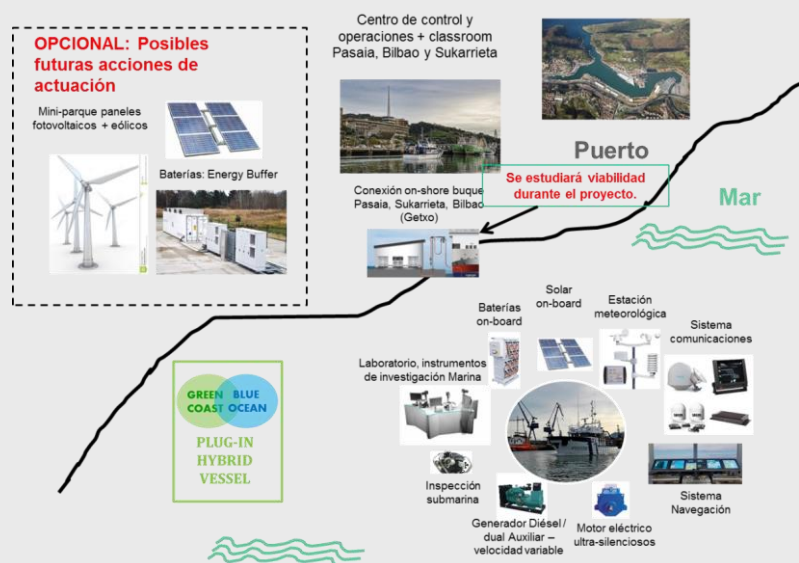 OPCIONAL: Posibles
futuras acciones de
actuación
Mini-parque paneles
fotovoltaicos + eólicos
Baterías: Energy Buffer
Centro de control y
operaciones + classroom
Pasaia, Bilbao y Sukarrieta
Puerto
Se estudiará viabilidad
durante el proyecto.
Conexión on-shore buque
Pasaia, Sukarrieta, Bilbao
(Getxo)
Mar
Baterías
on-board
Solar
on-board
Estación
meteorológica
Sistema
comunicaciones
Laboratorio, instrumentos
de investigación Marina
GREEN BLUE
COAST OCEAN
PLUG-IN
HYBRID
VESSEL
Inspección
submarina
Generador Diésel /
dual Auxiliar –
velocidad variable
Motor eléctrico
ultra-silenciosos
Sistema
Navegación